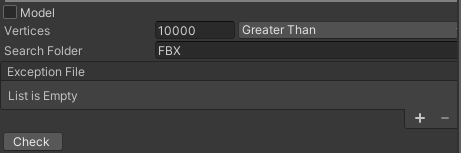 Model
Vertices 10000 Greater Than
Search Folder FBX
Exception File
List is Empty
+ −
Check